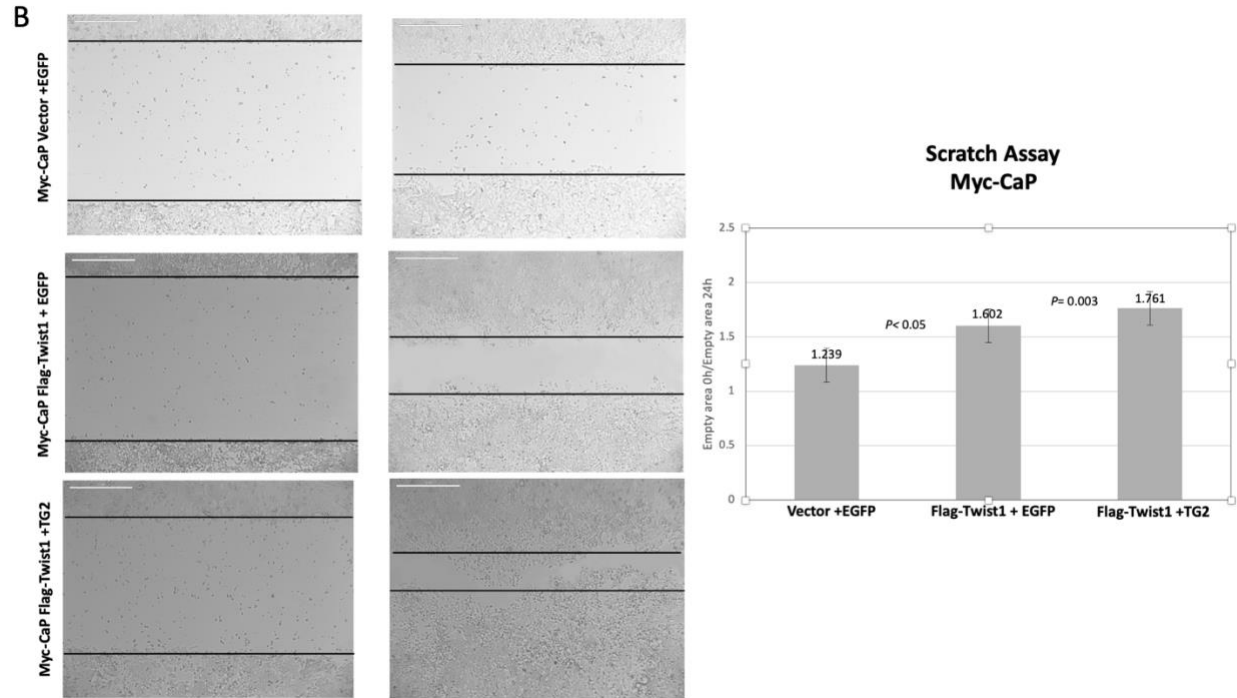 B
Myc-CaP Vector +EGFP
Myc-CaP Flag-Twist1 + EGFP
Myc-CaP Flag-Twist1 +TG2
Scratch Assay
Myc-CaP
Empty area 0h/Empty area 24h
2.5
2
1.5
1
0.5
0
1.239
P< 0.05
1.602
P= 0.003
1.761
Vector +EGFP
Flag-Twist1 + EGFP
Flag-Twist1 +TG2